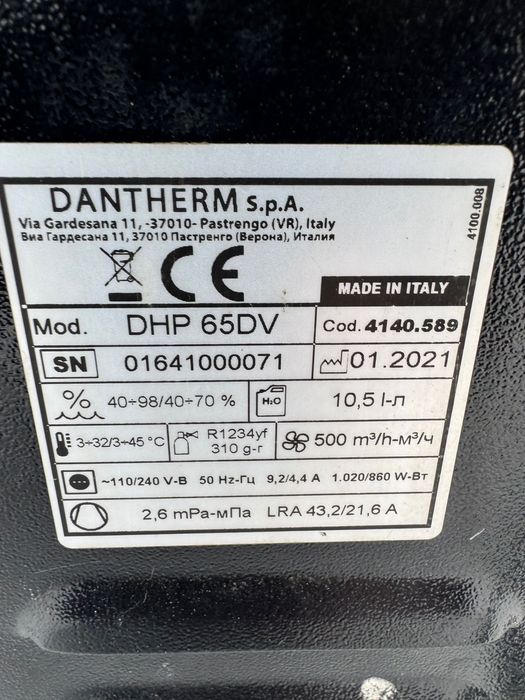 DANTHERM S.p.A.
Via Gardesana 11, -37010- Pastrengo (VR), Italy
Виа Гардесана 11, 37010 Пастренго (Верона), Италия
4100.008
CE
MADE IN ITALY
Mod. DHP 65DV Cod. 4140.589
SN 01641000071 01.2021
% 40÷98/40÷70 % H₂O 10,5 l-л
3÷32/3÷45 °C R1234yf 310 g-г 500 m³/h-м³/ч
~110/240 V-В 50 Hz-Гц 9,2/4,4 A 1.020/860 W-Вт
2,6 mPa-мПа LRA 43,2/21,6 A